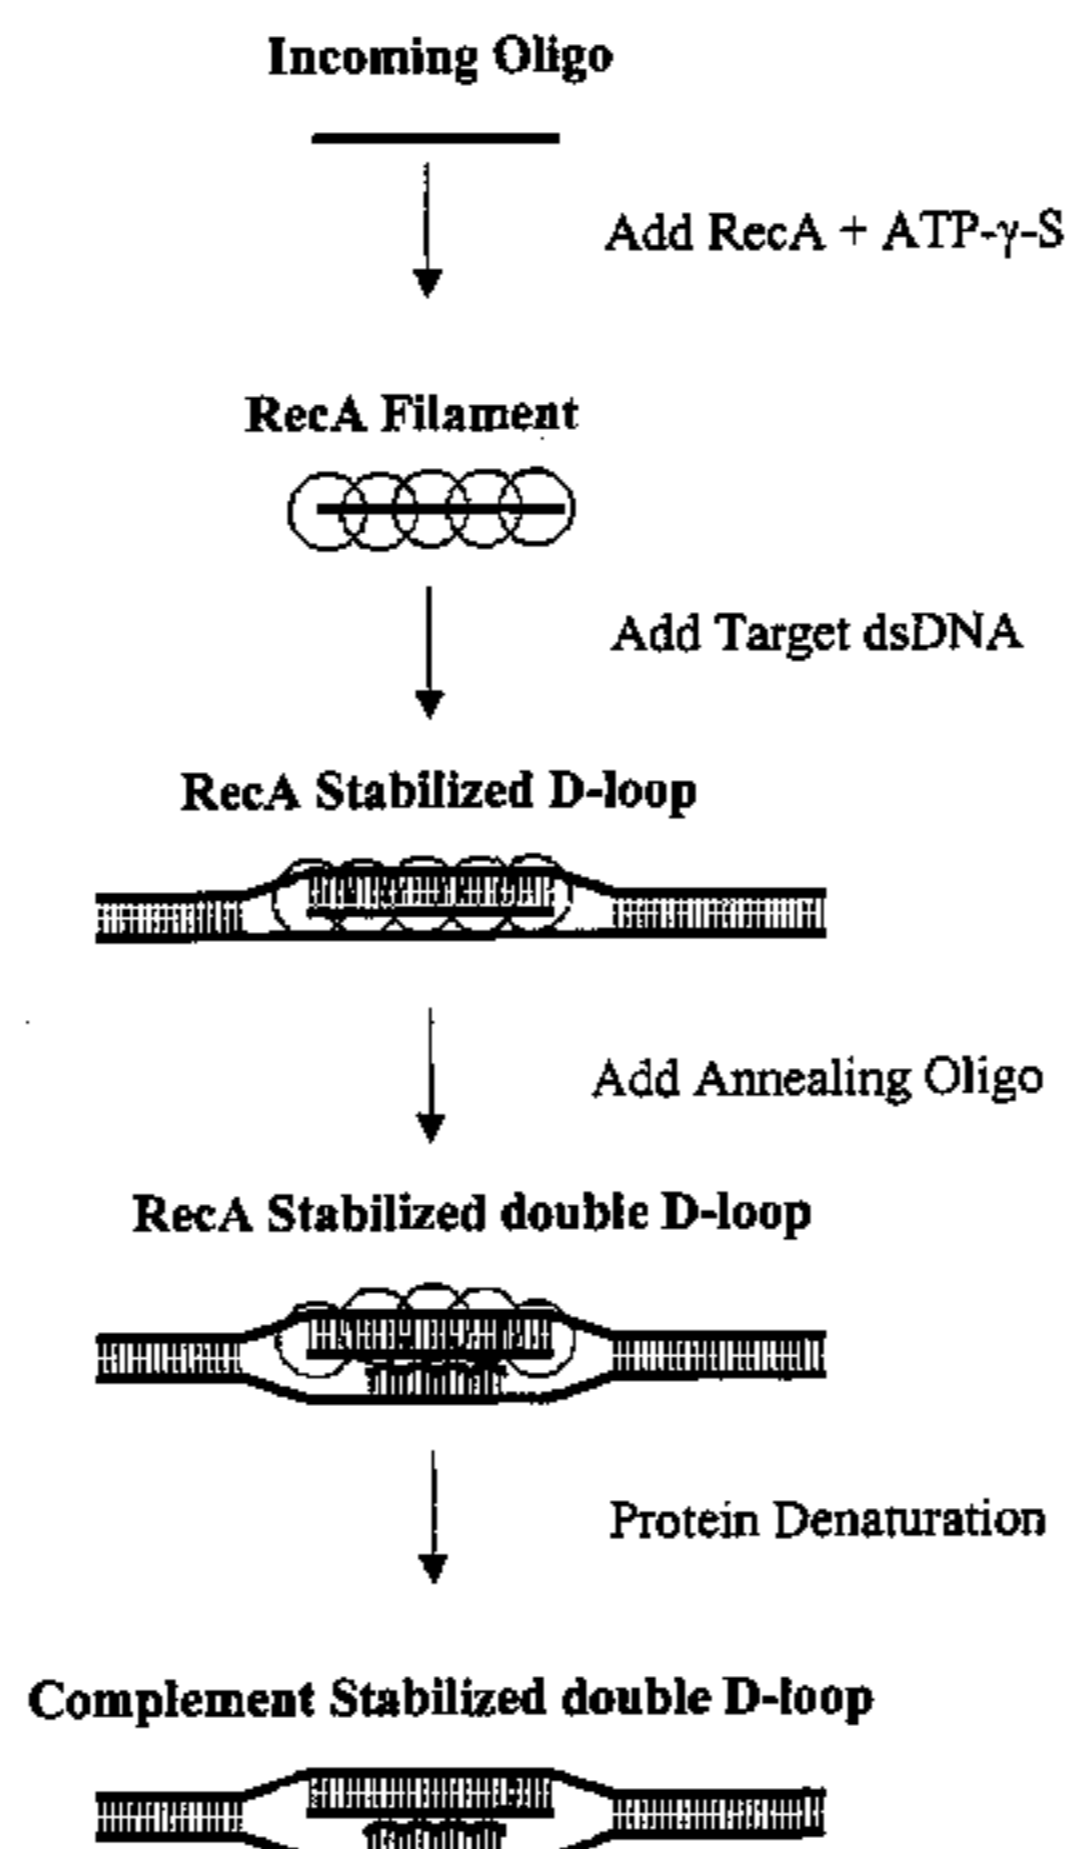 Incoming Oligo
Add RecA + ATP-γ-S
RecA Filament
Add Target dsDNA
RecA Stabilized D-loop
Add Annealing Oligo
RecA Stabilized double D-loop
Protein Denaturation
Complement Stabilized double D-loop